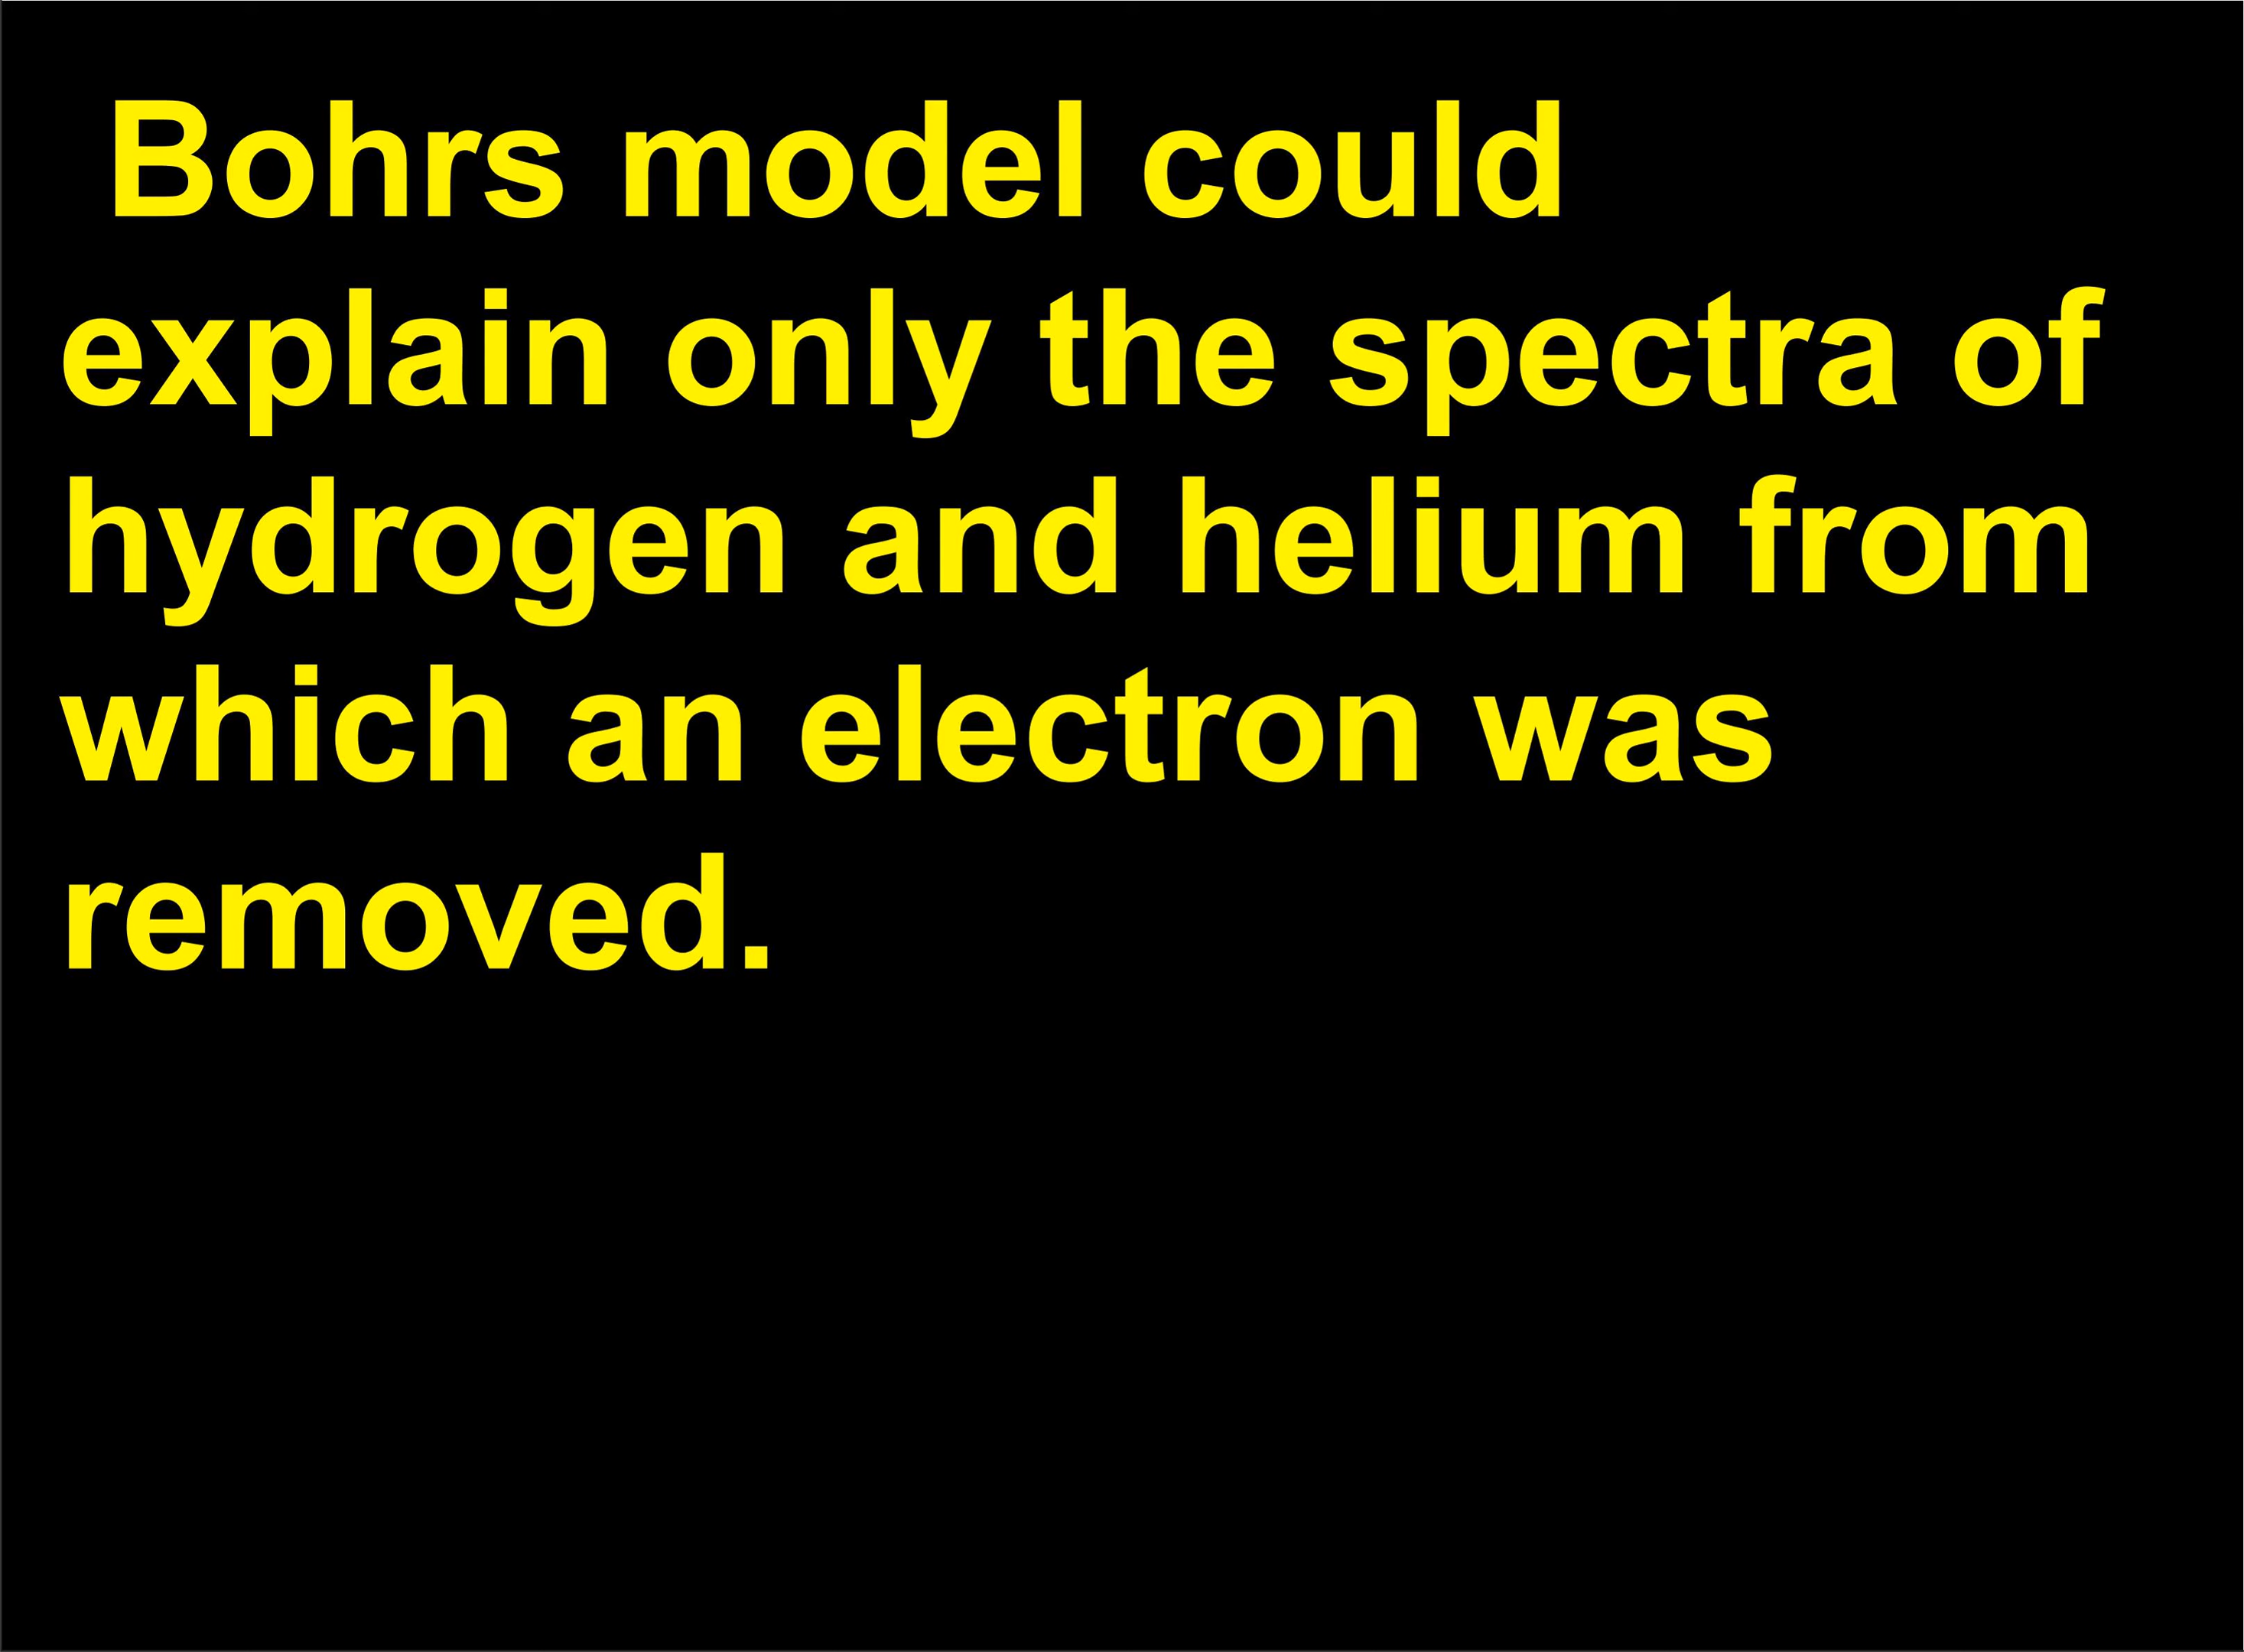 Bohrs model could
explain only the spectra of
hydrogen and helium from
which an electron was
removed.